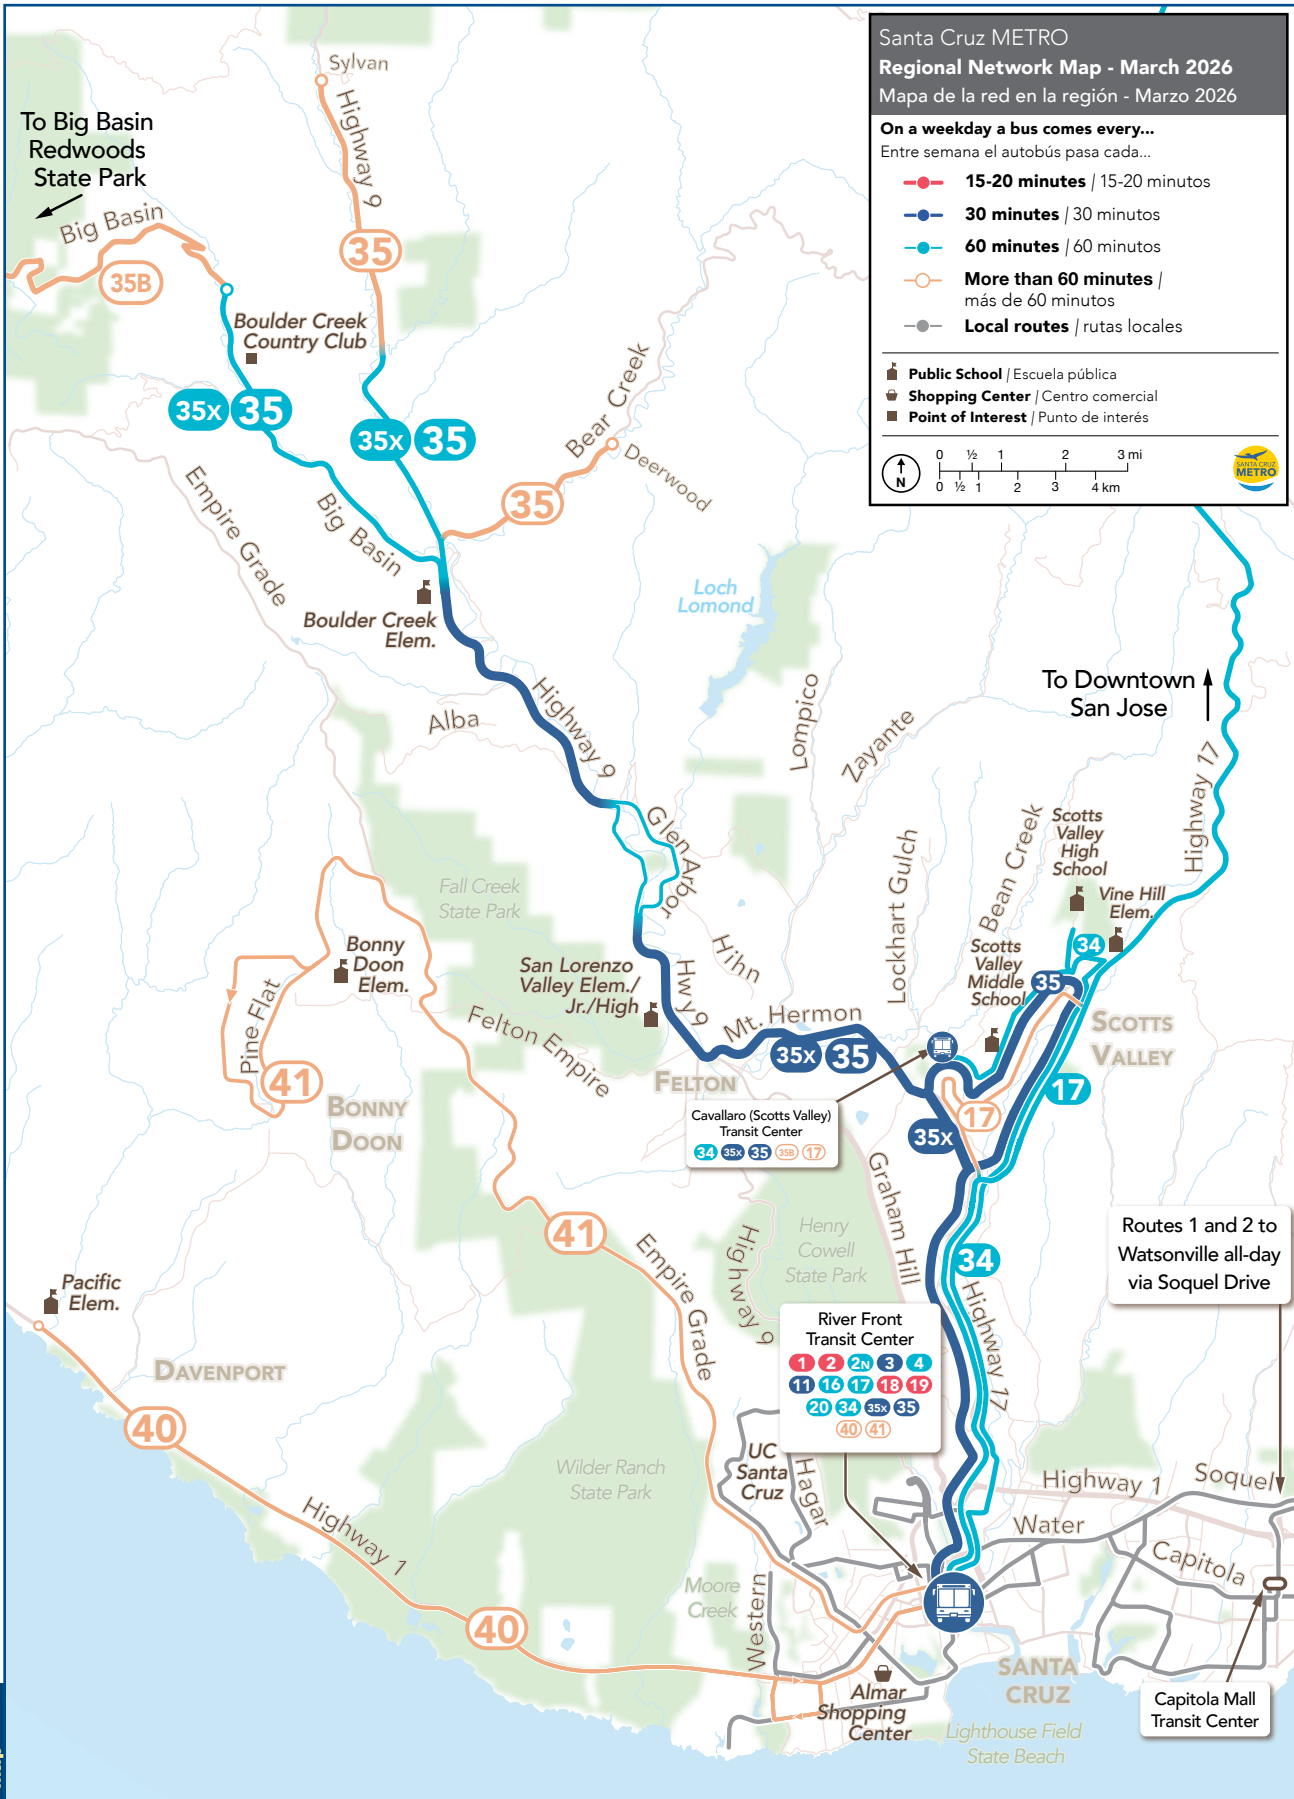 Santa Cruz METRO
Regional Network Map - March 2026
Mapa de la red en la región - Marzo 2026
On a weekday a bus comes every...
Entre semana el autobús pasa cada...
15-20 minutes / 15-20 minutos
30 minutes / 30 minutos
60 minutes / 60 minutos
More than 60 minutes /
más de 60 minutos
Local routes / rutas locales
Public School / Escuela pública
Shopping Center / Centro comercial
Point of Interest / Punto de interés
N
0 ½ 1 2 3 mi
0 ½ 1 2 3 4 km
SANTA CRUZ
METRO
Sylvan
Highway 9
To Big Basin
Redwoods
State Park
Big Basin
35
35B
Boulder Creek
Country Club
35X 35
35X 35
Bear Creek
Deerwood
35
Empire Grade
Big Basin
Boulder Creek
Elem.
Loch
Lomond
Highway 9
Alba
Lompico
Zayante
To Downtown
San Jose
Highway 17
Glen Arbor
Lockhart Gulch
Bean Creek
Scotts
Valley
High
School
Vine Hill
Elem.
34
Fall Creek
State Park
Bonny
Doon
Elem.
Pine Flat
41
BONNY
DOON
San Lorenzo
Valley Elem./
Jr./High
Hihn
Hwy 9
Mt. Hermon
Scotts
Valley
Middle
School
35
SCOTTS
VALLEY
Felton Empire
FELTON
35X 35
17
17
35X
Cavallaro (Scotts Valley)
Transit Center
34 35X 35 35B 17
Graham Hill
Henry
Cowell
State Park
Highway 9
41
Empire Grade
34
Highway 17
Routes 1 and 2 to
Watsonville all-day
via Soquel Drive
Pacific
Elem.
DAVENPORT
40
River Front
Transit Center
1 2 2N 3 4
11 16 17 18 19
20 34 35X 35
40 41
UC
Santa
Cruz
Hagar
Wilder Ranch
State Park
Highway 1
Highway 1
Soquel
Water
Capitola
Moore
Creek
Western
40
SANTA
CRUZ
Almar
Shopping
Center
Lighthouse Field
State Beach
Capitola Mall
Transit Center